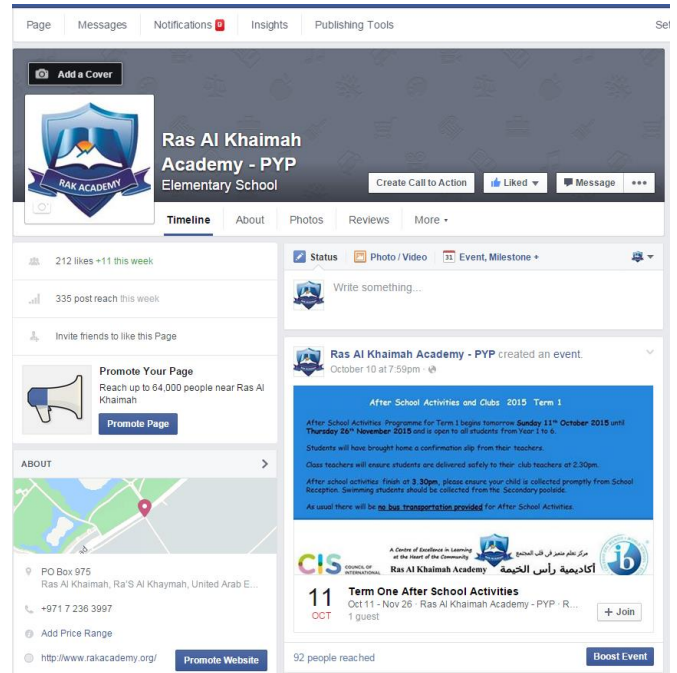 Page Messages Notifications 9 Insights Publishing Tools
Add a Cover
RAK ACADEMY
Ras Al Khaimah
Academy - PYP
Elementary School
Create Call to Action Liked Message
Timeline About Photos Reviews More
212 likes +11 this week
335 post reach this week
Invite friends to like this Page
Promote Your Page
Reach up to 64,000 people near Ras Al
Khaimah
Promote Page
ABOUT
PO Box 975
Ras Al Khaimah, Ra'S Al Khaymah, United Arab E...
+971 7 236 3997
Add Price Range
http://www.rakacademy.org/ Promote Website
Status Photo / Video 31 Event, Milestone +
Write something...
Ras Al Khaimah Academy - PYP created an event.
October 10 at 7:59pm
After School Activities and Clubs 2015 Term 1
After School Activities Programme for Term 1 begins tomorrow Sunday 11th October 2015 until
Thursday 26th November 2015 and is open to all students from Year 1 to 6.
Students will have brought home a confirmation slip from their teachers.
Class teachers will ensure students are delivered safely to their club teachers at 2.30pm.
After school activities finish at 3.30pm, please ensure your child is collected promptly from School
Reception. Swimming students should be collected from the Secondary poolside.
As usual there will be no bus transportation provided for After School Activities.
CIS COUNCIL OF
INTERNATIONAL
A Centre of Excellence in Learning
at the Heart of the Community
Ras Al Khaimah Academy
مركز تعلم متميز في قلب المجتمع
أكاديمية رأس الخيمة
ib
11
OCT
Term One After School Activities
Oct 11 - Nov 26 · Ras Al Khaimah Academy - PYP · R...
1 guest
+ Join
92 people reached Boost Event